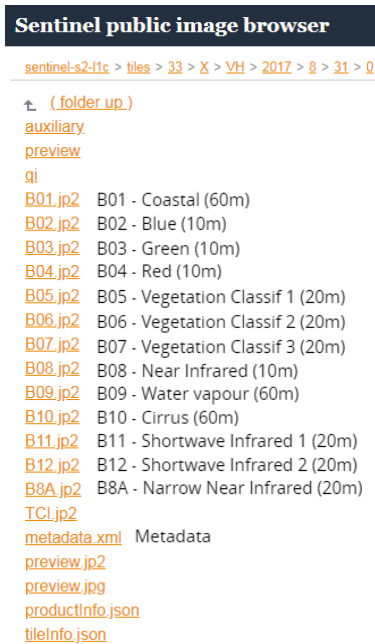 Sentinel public image browser
sentinel-s2-l1c > tiles > 33 > X > VH > 2017 > 8 > 31 > 0
( folder up )
auxiliary
preview
qi
B01.jp2 B01 - Coastal (60m)
B02.jp2 B02 - Blue (10m)
B03.jp2 B03 - Green (10m)
B04.jp2 B04 - Red (10m)
B05.jp2 B05 - Vegetation Classif 1 (20m)
B06.jp2 B06 - Vegetation Classif 2 (20m)
B07.jp2 B07 - Vegetation Classif 3 (20m)
B08.jp2 B08 - Near Infrared (10m)
B09.jp2 B09 - Water vapour (60m)
B10.jp2 B10 - Cirrus (60m)
B11.jp2 B11 - Shortwave Infrared 1 (20m)
B12.jp2 B12 - Shortwave Infrared 2 (20m)
B8A.jp2 B8A - Narrow Near Infrared (20m)
TCI.jp2
metadata.xml Metadata
preview.jp2
preview.jpg
productInfo.json
tileInfo.json